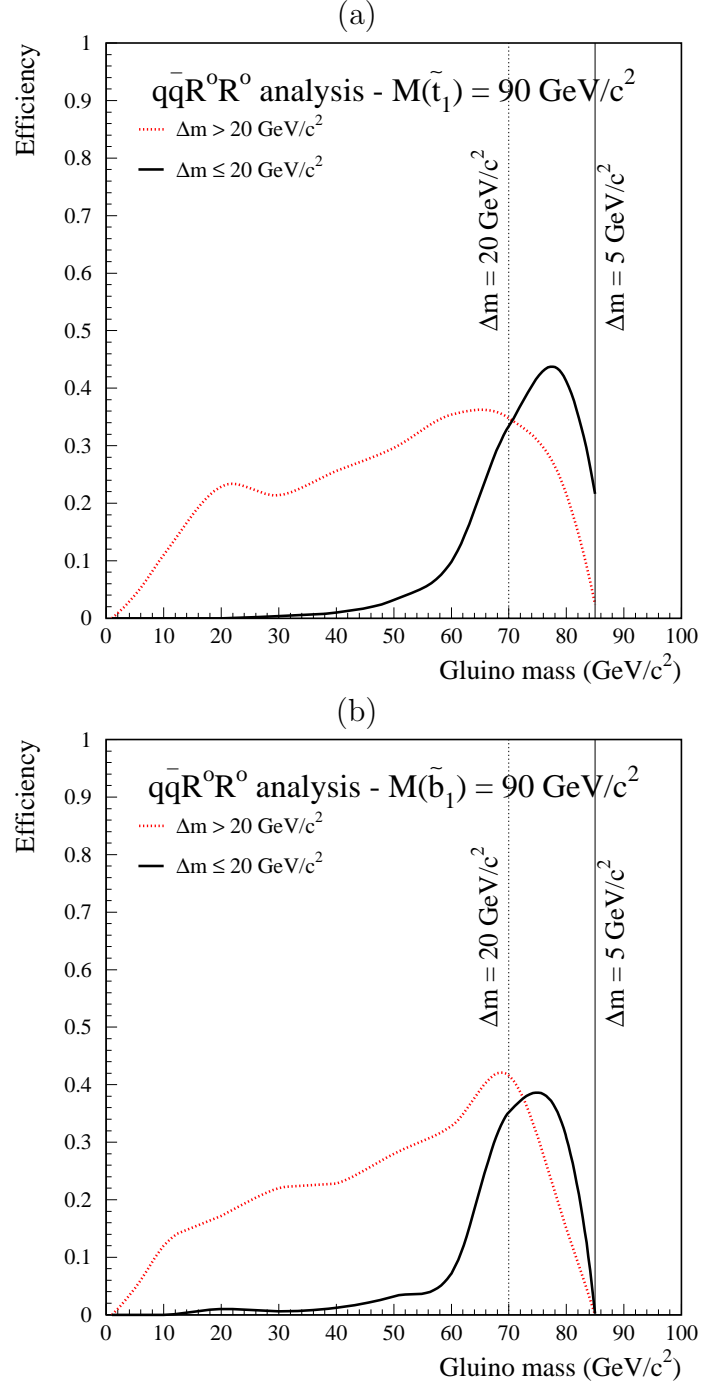 (a)
Efficiency
qq̄R⁰R⁰ analysis - M(t̃₁) = 90 GeV/c²
Δm > 20 GeV/c²
Δm ≤ 20 GeV/c²
Δm = 20 GeV/c²
Δm = 5 GeV/c²
1
0.9
0.8
0.7
0.6
0.5
0.4
0.3
0.2
0.1
0
0 10 20 30 40 50 60 70 80 90 100
Gluino mass (GeV/c²)
(b)
Efficiency
qq̄R⁰R⁰ analysis - M(b̃₁) = 90 GeV/c²
Δm > 20 GeV/c²
Δm ≤ 20 GeV/c²
Δm = 20 GeV/c²
Δm = 5 GeV/c²
1
0.9
0.8
0.7
0.6
0.5
0.4
0.3
0.2
0.1
0
0 10 20 30 40 50 60 70 80 90 100
Gluino mass (GeV/c²)